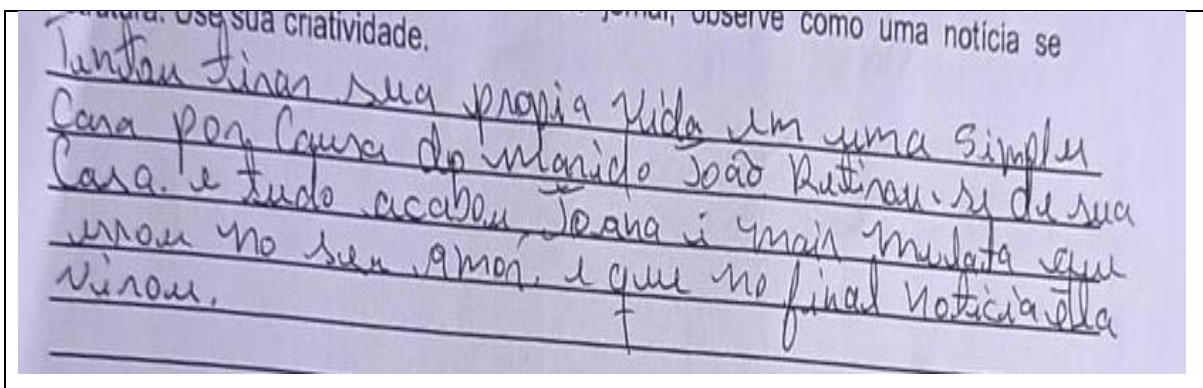 Use sua criatividade. jornal, observe como uma notícia se
Tentou tirar sua propia vida em uma simples
Casa por Causa do marido João Retirou-se de sua
Casa. e tudo acabou Joana é mais mulata que
errou no seu amor, e que no final noticia ella
virou.